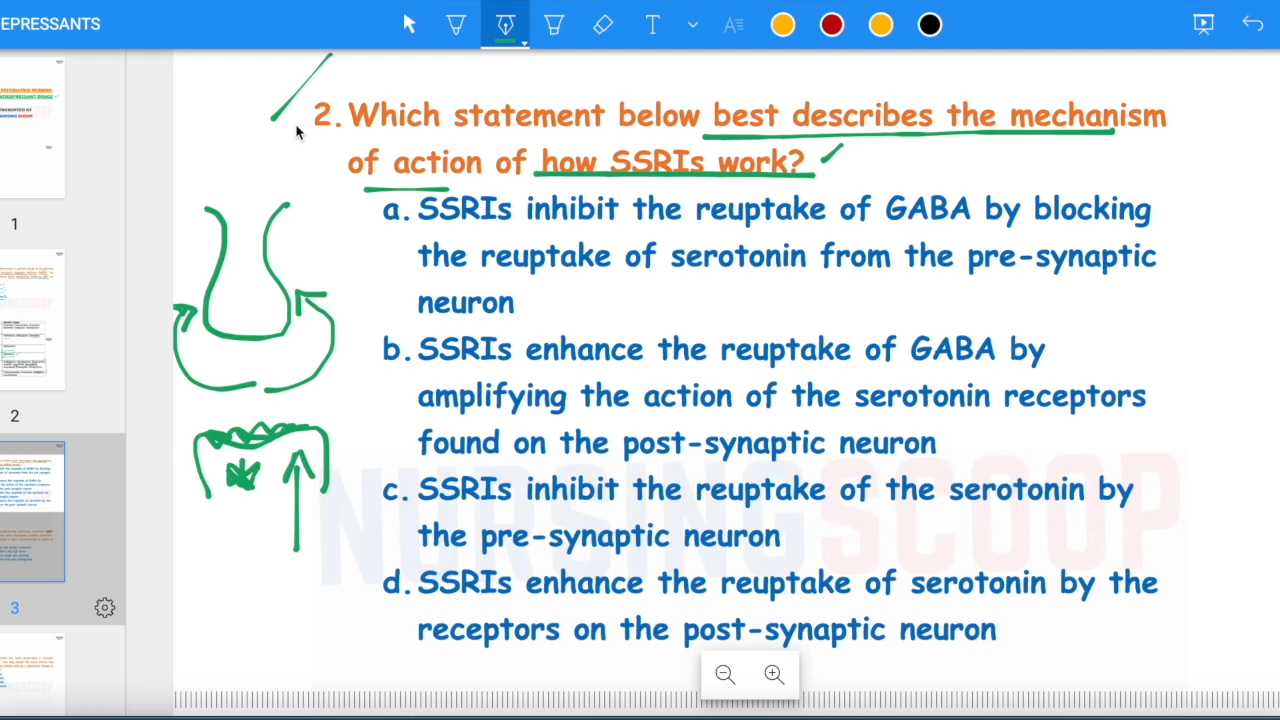 EPRESSANTS
2. Which statement below best describes the mechanism
of action of how SSRIs work?
a. SSRIs inhibit the reuptake of GABA by blocking
the reuptake of serotonin from the pre-synaptic
neuron
b. SSRIs enhance the reuptake of GABA by
amplifying the action of the serotonin receptors
found on the post-synaptic neuron
c. SSRIs inhibit the reuptake of the serotonin by
the pre-synaptic neuron
d. SSRIs enhance the reuptake of serotonin by the
receptors on the post-synaptic neuron
NURSINGSCOOP
1
2
3